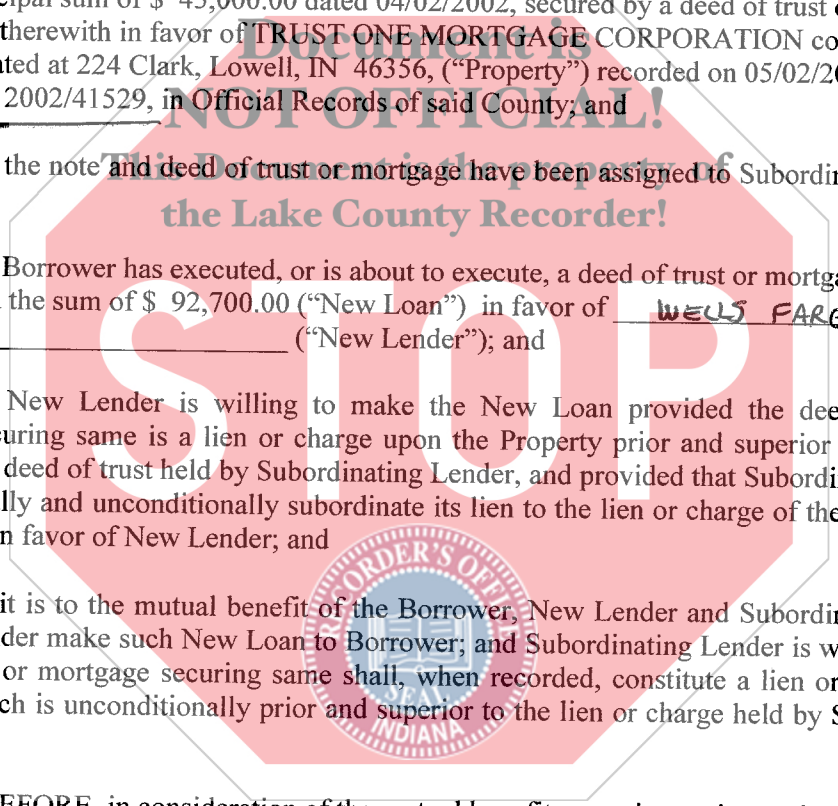 cipal sum of $ 45,000.00 dated 04/02/2002, secured by a deed of trust
therewith in favor of TRUST ONE MORTGAGE CORPORATION co
ated at 224 Clark, Lowell, IN 46356, (“Property”) recorded on 05/02/20
2002/41529, in Official Records of said County; and
Document is
NOT OFFICIAL!
This Document is the property of
the Lake County Recorder!
the note and deed of trust or mortgage have been assigned to Subordin
Borrower has executed, or is about to execute, a deed of trust or mortga
the sum of $ 92,700.00 (“New Loan”) in favor of WELLS FARG
(“New Lender”); and
STOP
New Lender is willing to make the New Loan provided the dee
curing same is a lien or charge upon the Property prior and superior
deed of trust held by Subordinating Lender, and provided that Subordi
lly and unconditionally subordinate its lien to the lien or charge of the
n favor of New Lender; and
it is to the mutual benefit of the Borrower, New Lender and Subordin
der make such New Loan to Borrower; and Subordinating Lender is w
or mortgage securing same shall, when recorded, constitute a lien or
ch is unconditionally prior and superior to the lien or charge held by S
RECORDER'S OFFICE
SEAL
INDIANA
EFORE, in consideration of the mutual benefits